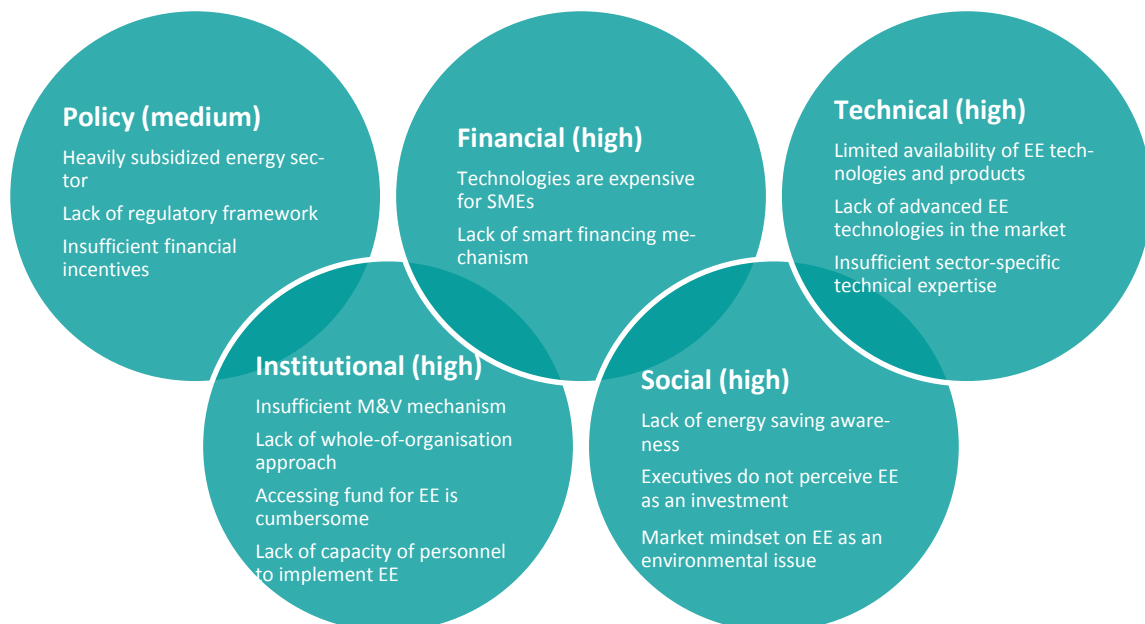 Policy (medium)
Heavily subsidized energy sec-
tor
Lack of regulatory framework
Insufficient financial
incentives
Financial (high)
Technologies are expensive
for SMEs
Lack of smart financing me-
chanism
Technical (high)
Limited availability of EE tech-
nologies and products
Lack of advanced EE
technologies in the market
Insufficient sector-specific
technical expertise
Institutional (high)
Insufficient M&V mechanism
Lack of whole-of-organisation
approach
Accessing fund for EE is
cumbersome
Lack of capacity of personnel
to implement EE
Social (high)
Lack of energy saving aware-
ness
Executives do not perceive EE
as an investment
Market mindset on EE as an
environmental issue